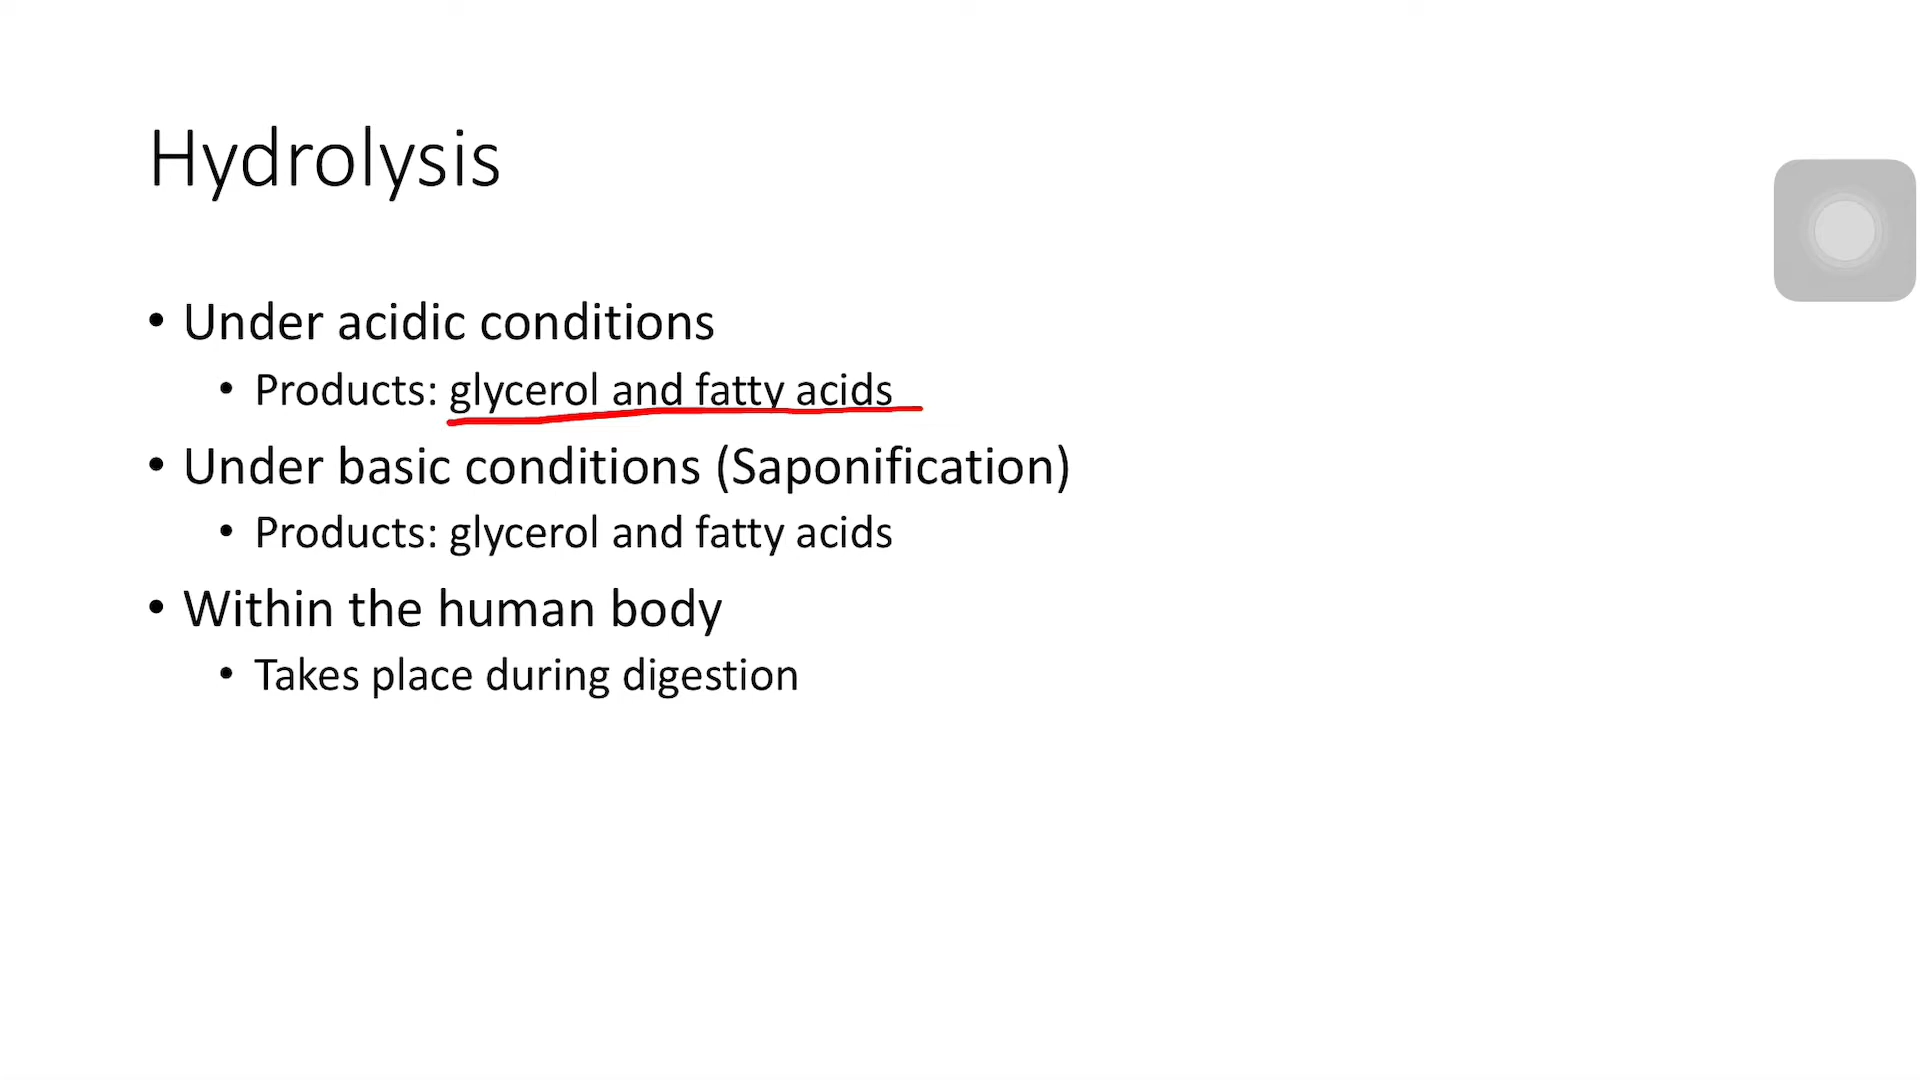 Hydrolysis
• Under acidic conditions
• Products: glycerol and fatty acids
• Under basic conditions (Saponification)
• Products: glycerol and fatty acids
• Within the human body
• Takes place during digestion